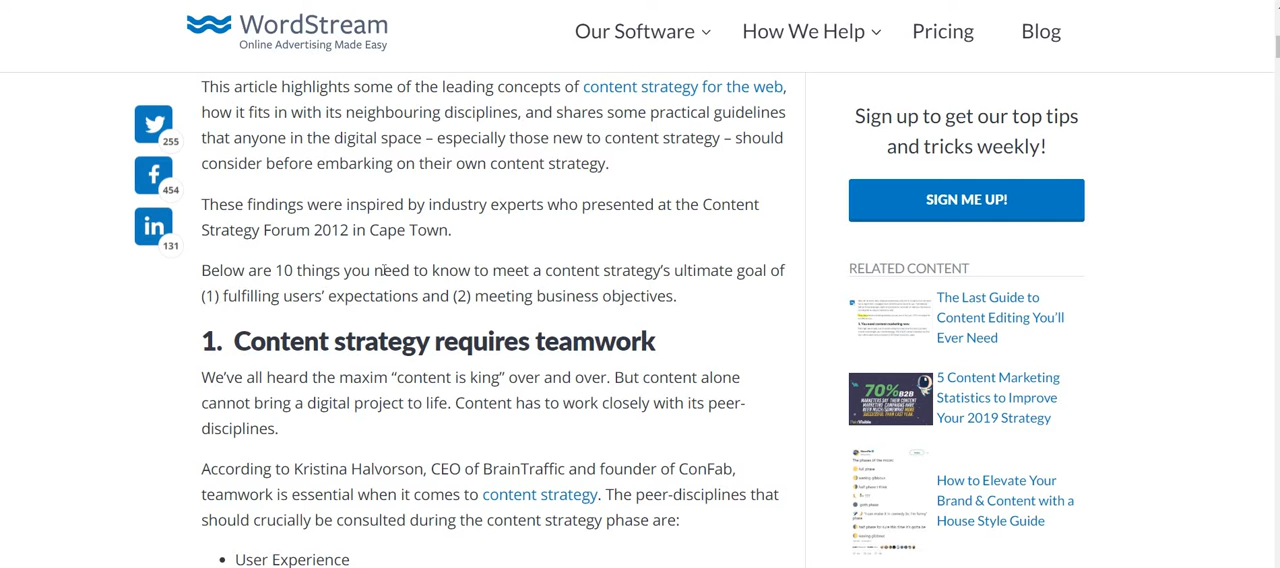 WordStream
Online Advertising Made Easy
Our Software
How We Help
Pricing
Blog
This article highlights some of the leading concepts of content strategy for the web,
how it fits in with its neighbouring disciplines, and shares some practical guidelines
that anyone in the digital space – especially those new to content strategy – should
consider before embarking on their own content strategy.
These findings were inspired by industry experts who presented at the Content
Strategy Forum 2012 in Cape Town.
Below are 10 things you need to know to meet a content strategy's ultimate goal of
(1) fulfilling users' expectations and (2) meeting business objectives.
1. Content strategy requires teamwork
We've all heard the maxim “content is king” over and over. But content alone
cannot bring a digital project to life. Content has to work closely with its peer-
disciplines.
According to Kristina Halvorson, CEO of BrainTraffic and founder of ConFab,
teamwork is essential when it comes to content strategy. The peer-disciplines that
should crucially be consulted during the content strategy phase are:
• User Experience
255
454
in
131
Sign up to get our top tips
and tricks weekly!
SIGN ME UP!
RELATED CONTENT
The Last Guide to
Content Editing You'll
Ever Need
70% B2B
5 Content Marketing
Statistics to Improve
Your 2019 Strategy
How to Elevate Your
Brand & Content with a
House Style Guide